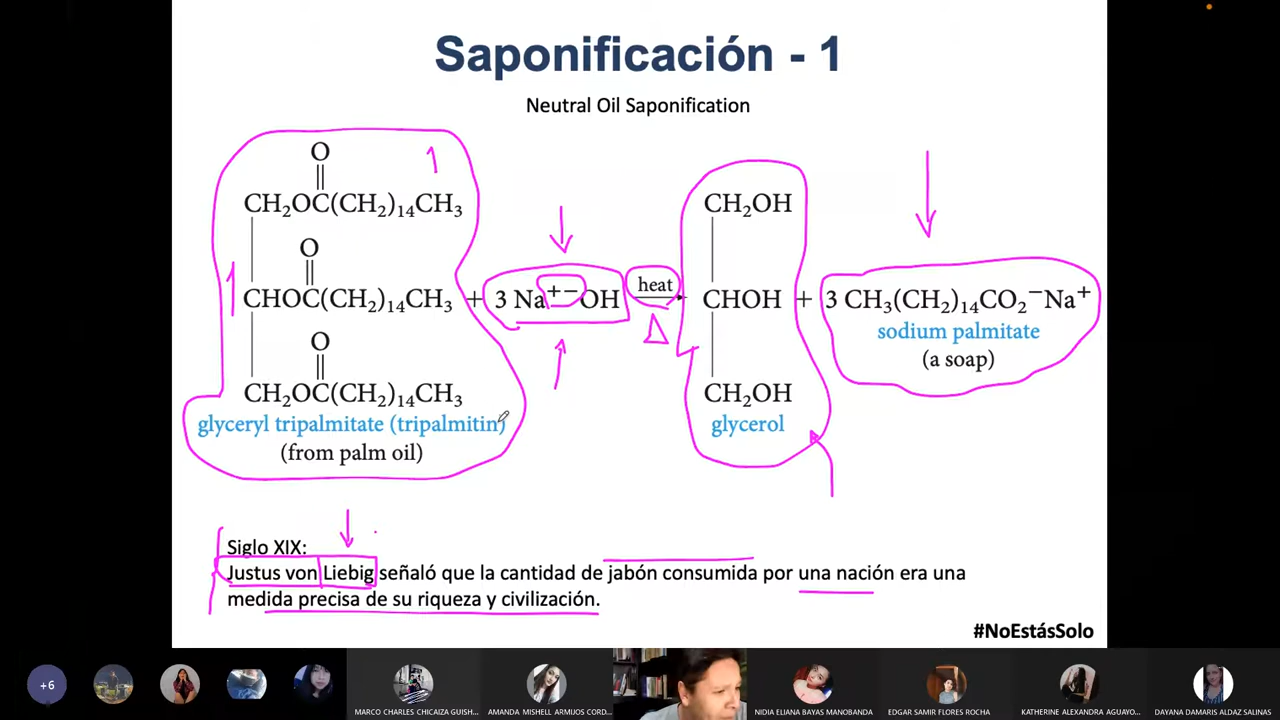 Saponificación - 1
Neutral Oil Saponification
O
1
CH₂OC(CH₂)₁₄CH₃
O
1
CHOC(CH₂)₁₄CH₃ + 3 Na⁺⁻OH heat
Δ
O
CH₂OC(CH₂)₁₄CH₃
glyceryl tripalmitate (tripalmitin)
(from palm oil)
CH₂OH
CHOH + 3 CH₃(CH₂)₁₄CO₂⁻Na⁺
CH₂OH
glycerol
sodium palmitate
(a soap)
Siglo XIX:
Justus von Liebig señaló que la cantidad de jabón consumida por una nación era una
medida precisa de su riqueza y civilización.
#NoEstásSolo
+6
MARCO CHARLES CHICAIZA GUISH...
AMANDA MISHELL ARMIJOS CORD...
NIDIA ELIANA BAYAS MANOBANDA
EDGAR SAMIR FLORES ROCHA
KATHERINE ALEXANDRA AGUAYO...
DAYANA DAMARIS ALDAZ SALINAS